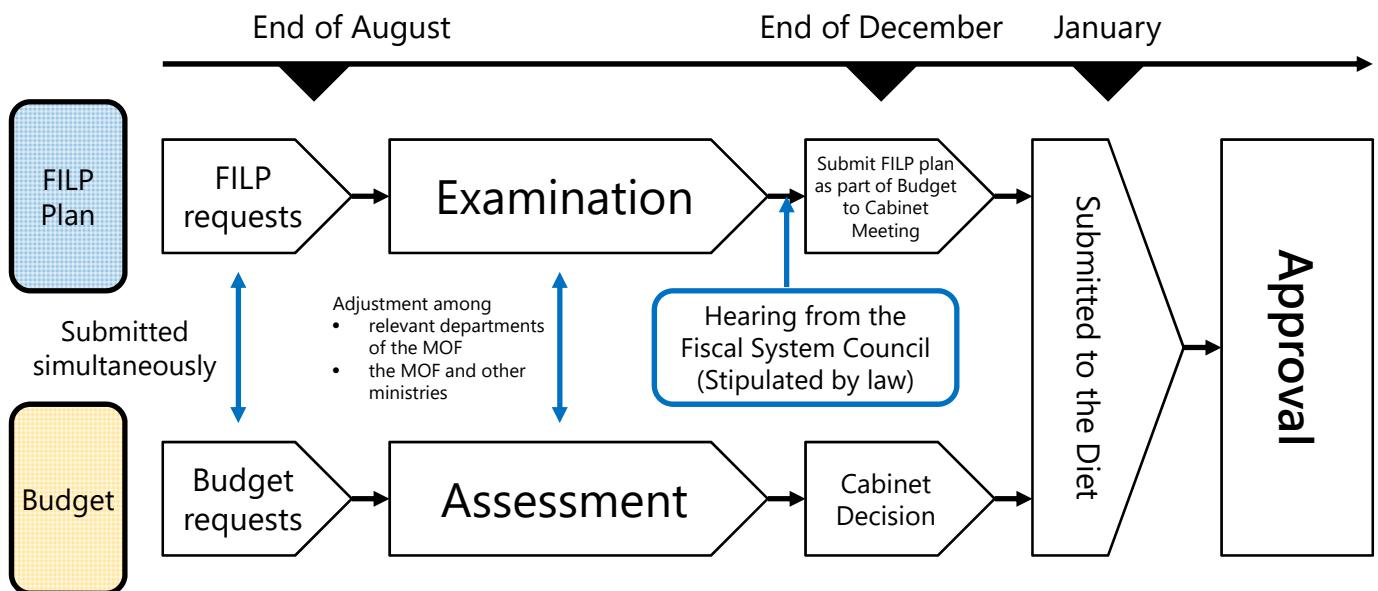 End of August
End of December
January
FILP
Plan
FILP
requests
Examination
Submit FILP plan
as part of Budget
to Cabinet
Meeting
Submitted to the Diet
Approval
Submitted
simultaneously
Adjustment among
• relevant departments
of the MOF
• the MOF and other
ministries
Hearing from the
Fiscal System Council
(Stipulated by law)
Budget
Budget
requests
Assessment
Cabinet
Decision